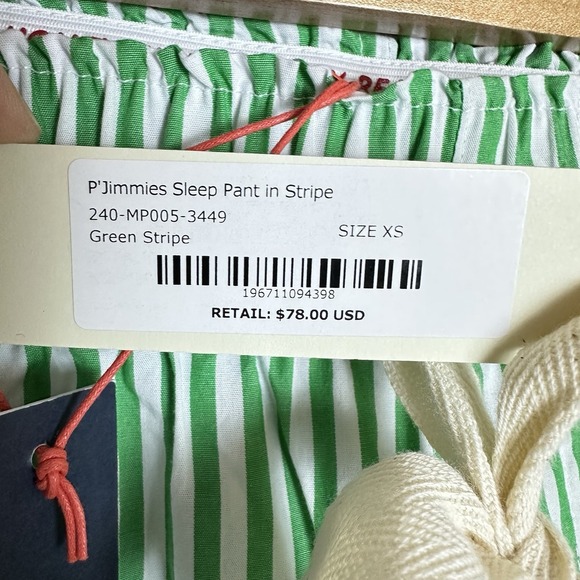 P'Jimmies Sleep Pant in Stripe
240-MP005-3449
SIZE XS
Green Stripe
196711094398
RETAIL: $78.00 USD